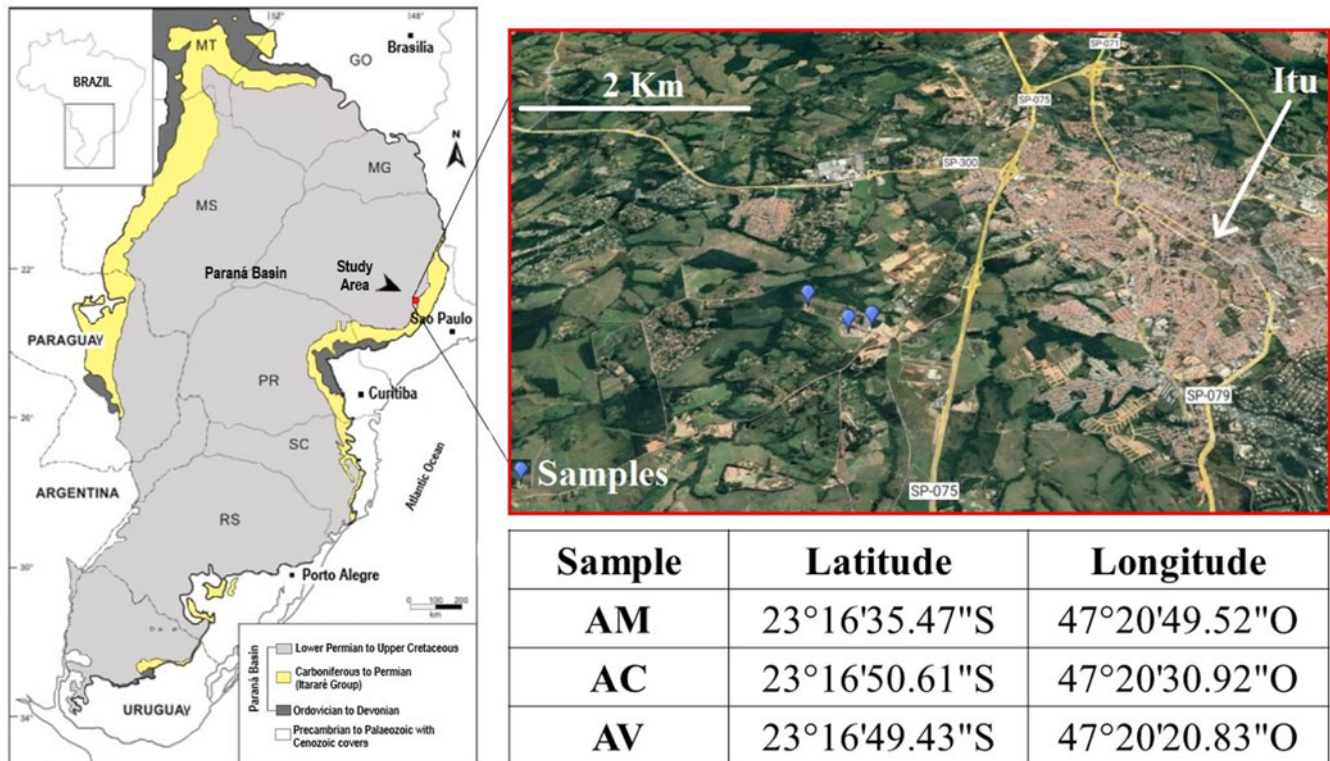 52°
48°
BRAZIL
MT
GO
Brasilia
N
MG
MS
22°
Paraná Basin
Study
Area
São Paulo
PARAGUAY
PR
Curitiba
26°
SC
Atlantic Ocean
ARGENTINA
RS
30°
Porto Alegre
0 100 200
km
Paraná Basin
Lower Permian to Upper Cretaceous
Carboniferous to Permian
(Itararé Group)
Ordovician to Devonian
Precambrian to Palaeozoic with
Cenozoic covers
URUGUAY
34°
2 Km
SP-071
SP-075
Itu
SP-300
SP-079
SP-075
Samples
Sample Latitude Longitude
AM 23°16'35.47"S 47°20'49.52"O
AC 23°16'50.61"S 47°20'30.92"O
AV 23°16'49.43"S 47°20'20.83"O